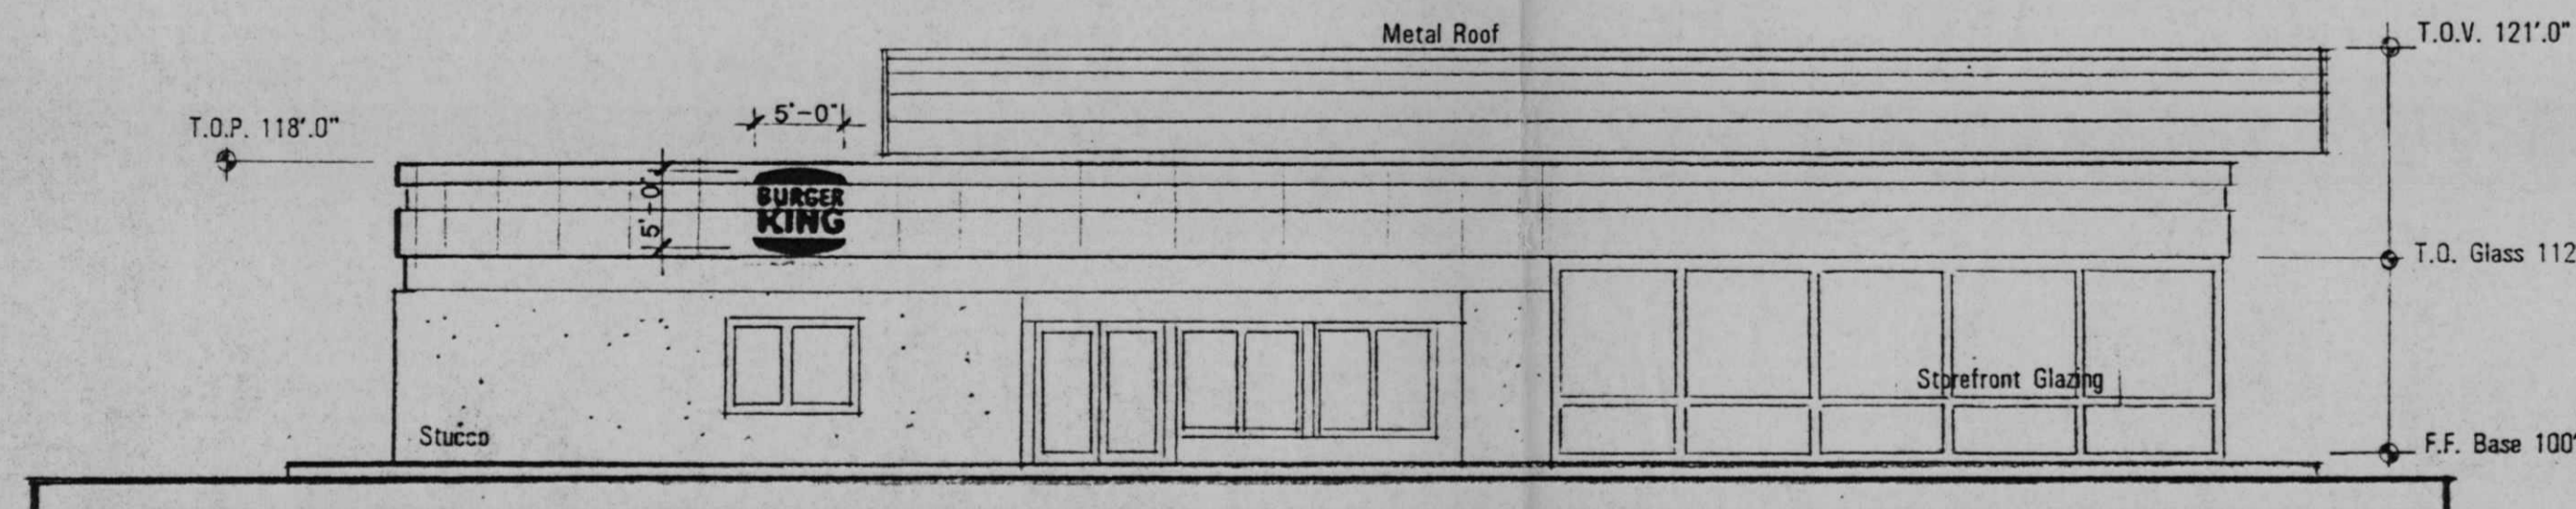 Metal Roof
T.O.V. 121'.0"
5'-0"
T.O.P. 118'.0"
5'-0"
BURGER
KING
T.O. Glass 112
Storefront Glazing
Stucco
F.F. Base 100'